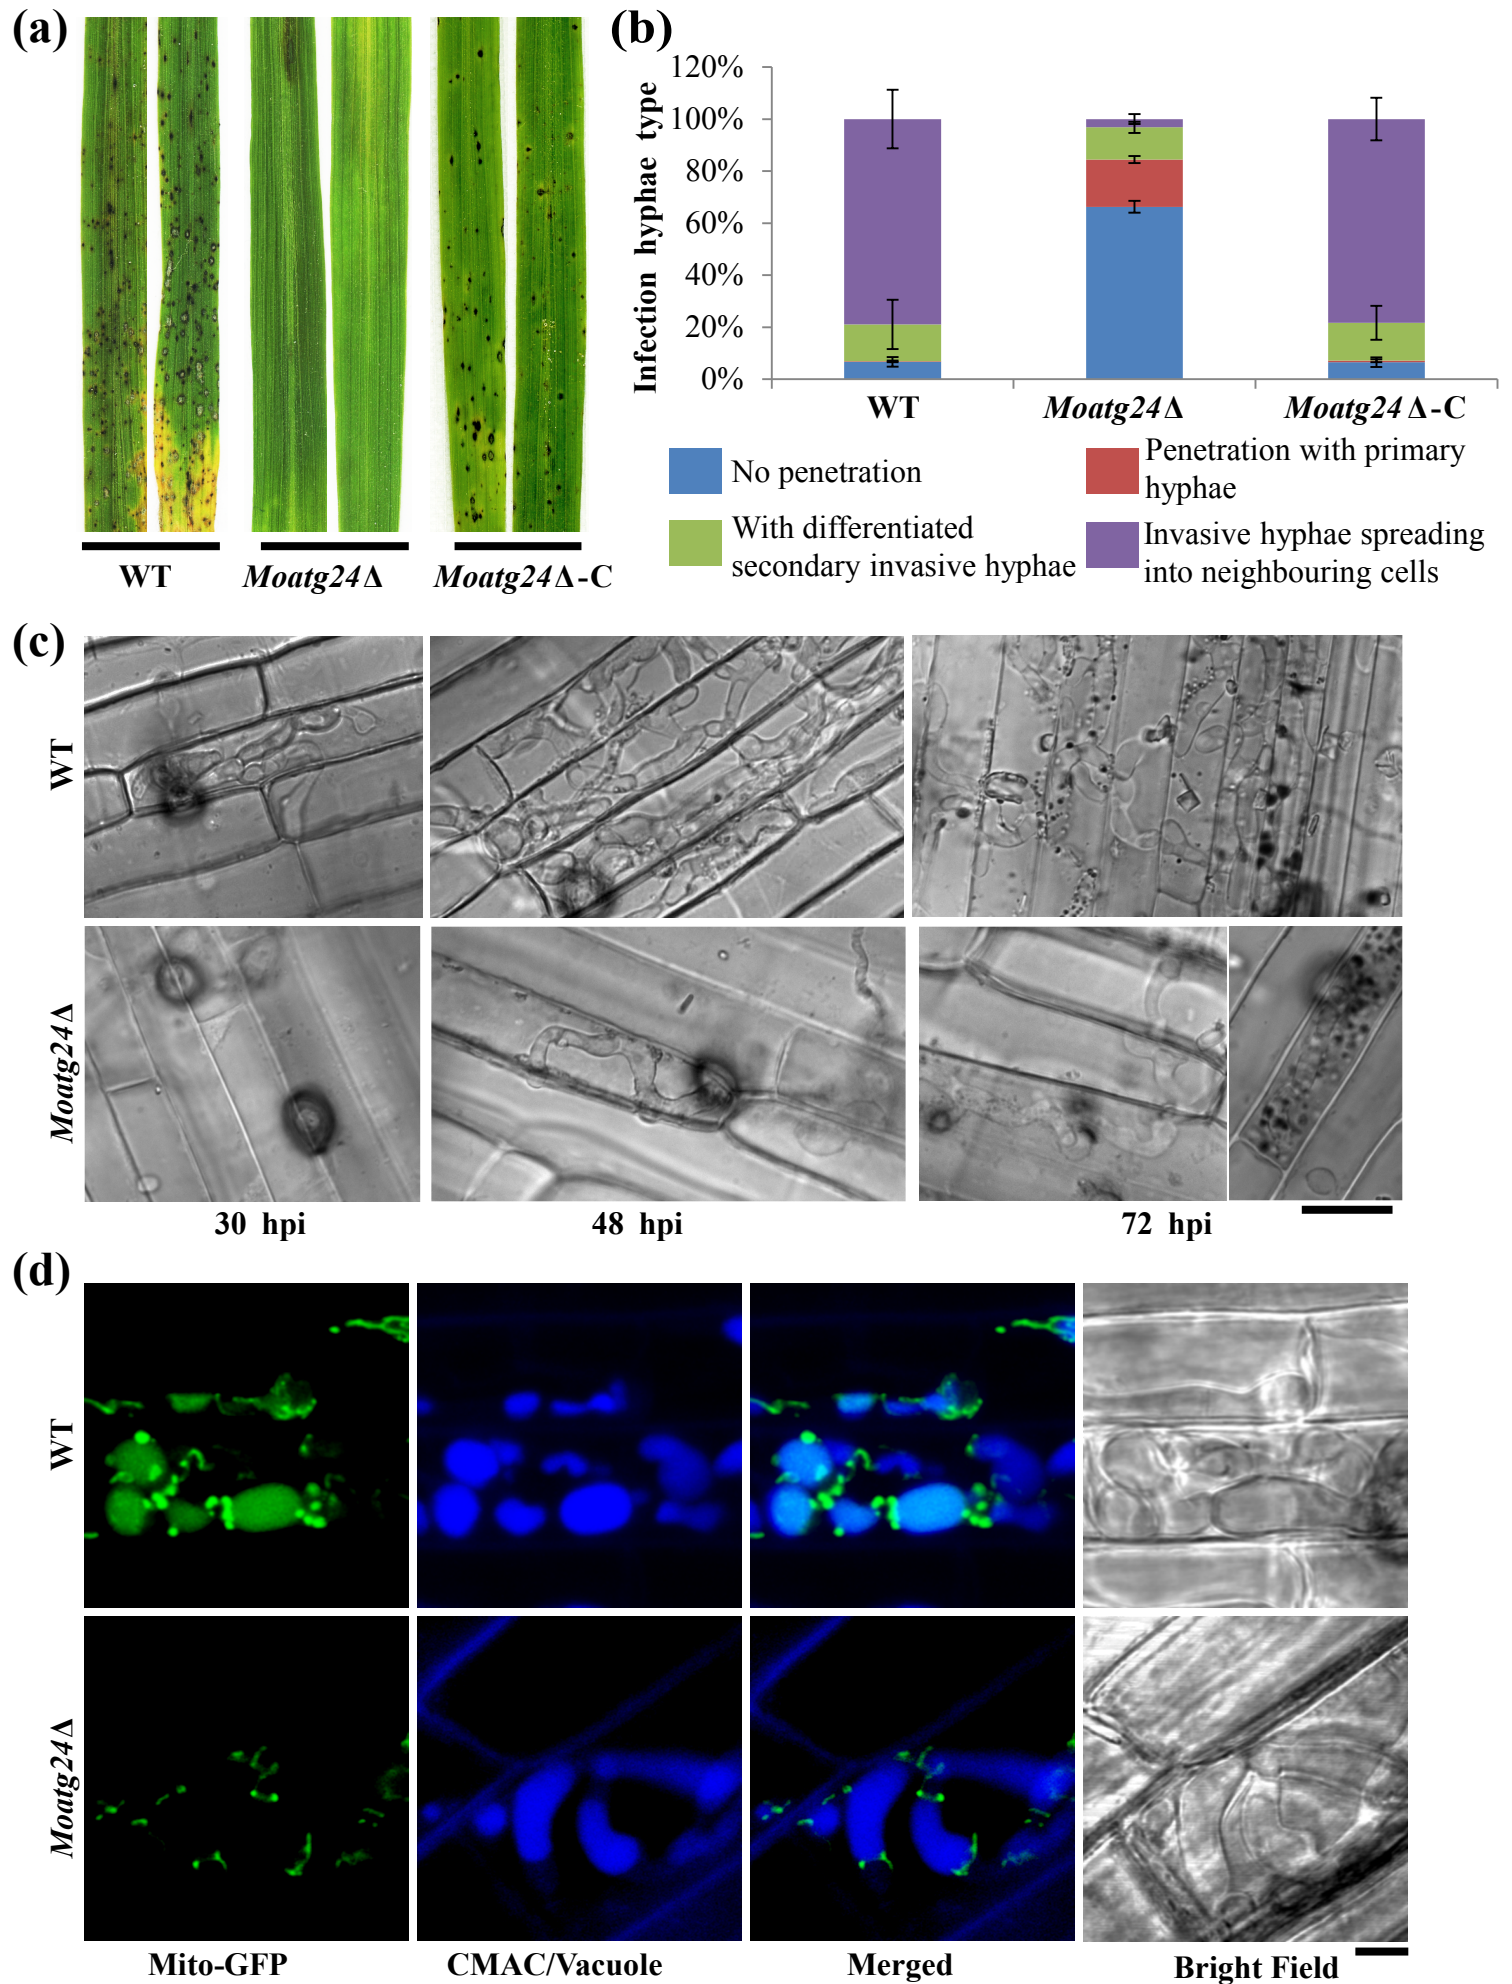 (a)
WT
Moatg24Δ
Moatg24Δ-C
(b)
Infection hyphae type
120%
100%
80%
60%
40%
20%
0%
WT
Moatg24Δ
Moatg24Δ-C
No penetration
Penetration with primary
hyphae
With differentiated
secondary invasive hyphae
Invasive hyphae spreading
into neighbouring cells
(c)
WT
Moatg24Δ
30 hpi
48 hpi
72 hpi
(d)
WT
Moatg24Δ
Mito-GFP
CMAC/Vacuole
Merged
Bright Field